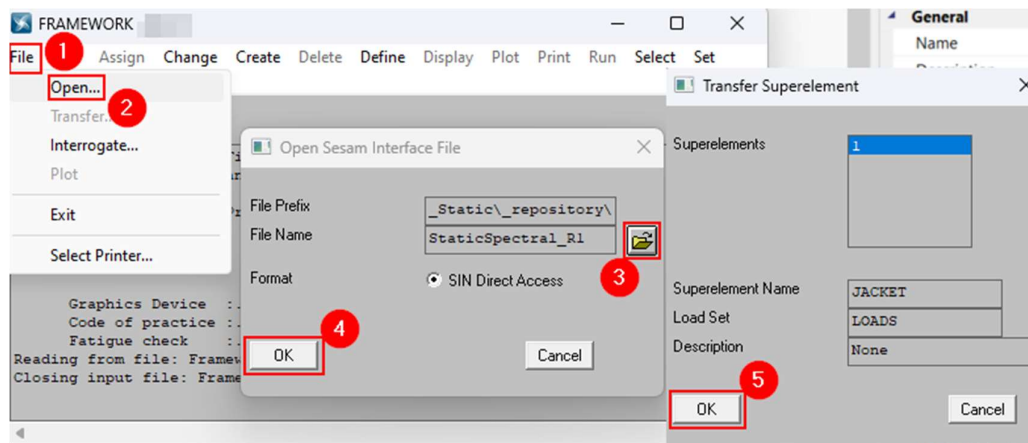 FRAMEWORK
File Assign Change Create Delete Define Display Plot Print Run Select Set
1
Open...
2
Transfer..
Interrogate...
Plot
Exit
Select Printer...
Graphics Device :.
Code of practice :.
Fatigue check :.
Reading from file: Framew
Closing input file: Frame
Open Sesam Interface File
File Prefix _Static\_repository\
File Name StaticSpectral_R1
3
Format SIN Direct Access
4
OK Cancel
General
Name
Transfer Superelement
Superelements 1
Superelement Name JACKET
Load Set LOADS
Description None
5
OK Cancel